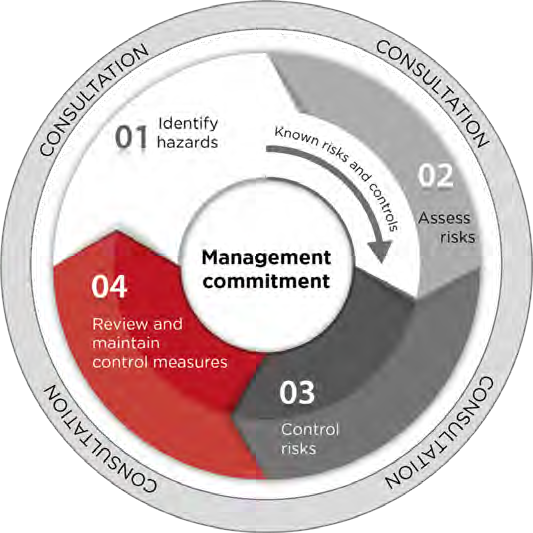 CONSULTATION
CONSULTATION
01
Identify
hazards
Known risks and controls
02
Assess
risks
Management
commitment
04
Review and
maintain
control measures
03
Control
risks
CONSULTATION
CONSULTATION